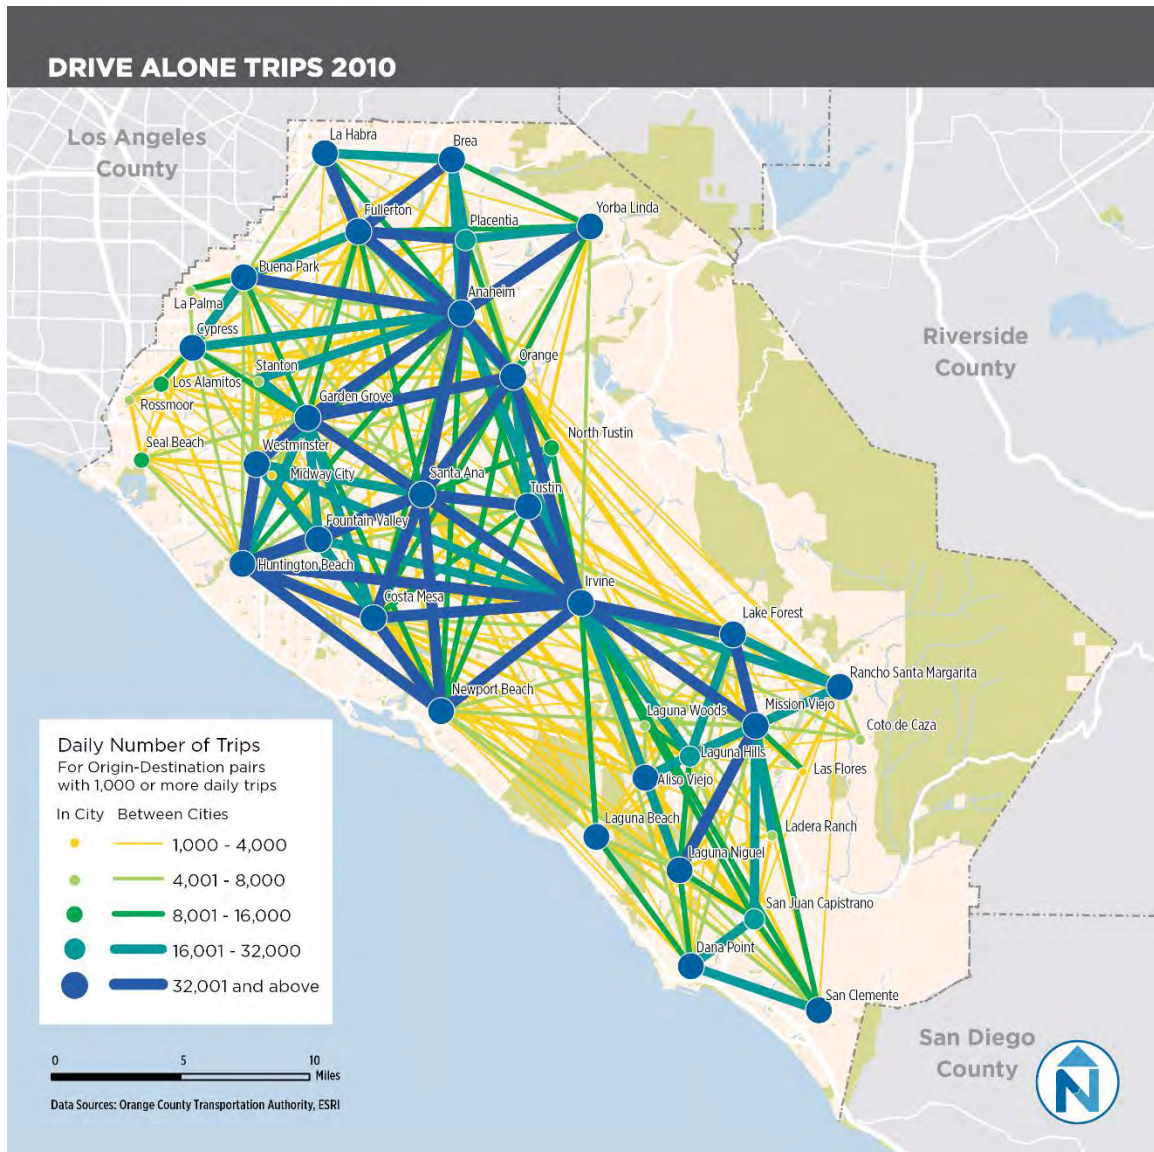 DRIVE ALONE TRIPS 2010
Los Angeles
County
La Habra
Brea
Fullerton
Placentia
Yorba Linda
Buena Park
La Palma
Anaheim
Cypress
Riverside
County
Stanton
Orange
Los Alamitos
Garden Grove
Rossmoor
Seal Beach
Westminster
North Tustin
Midway City
Santa Ana
Tustin
Fountain Valley
Huntington Beach
Irvine
Costa Mesa
Lake Forest
Rancho Santa Margarita
Newport Beach
Mission Viejo
Laguna Woods
Coto de Caza
Laguna Hills
Las Flores
Aliso Viejo
Laguna Beach
Ladera Ranch
Laguna Niguel
San Juan Capistrano
Dana Point
San Clemente
San Diego
County
N
Daily Number of Trips
For Origin-Destination pairs
with 1,000 or more daily trips
In City Between Cities
1,000 - 4,000
4,001 - 8,000
8,001 - 16,000
16,001 - 32,000
32,001 and above
0 5 10
Miles
Data Sources: Orange County Transportation Authority, ESRI